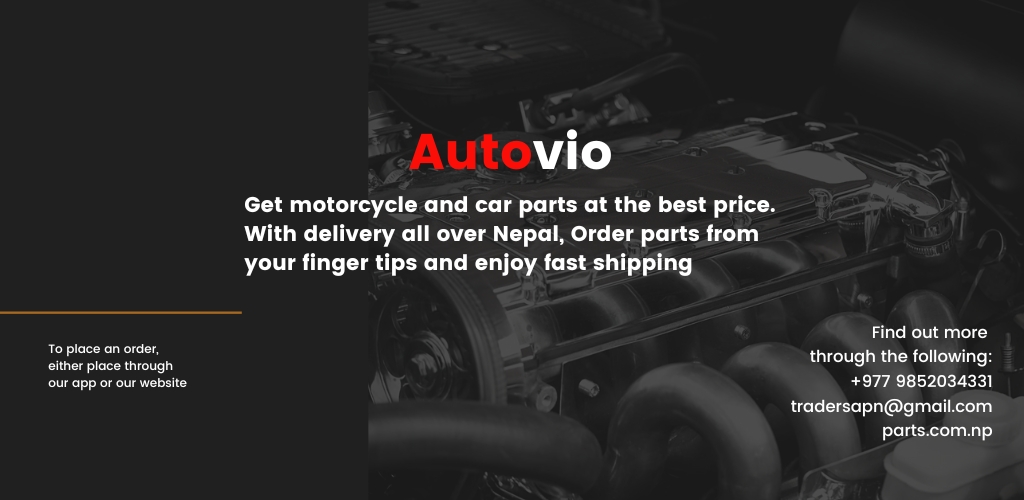 Autovio
Get motorcycle and car parts at the best price.
With delivery all over Nepal, Order parts from
your finger tips and enjoy fast shipping
To place an order,
either place through
our app or our website
Find out more
through the following:
+977 9852034331
tradersapn@gmail.com
parts.com.np